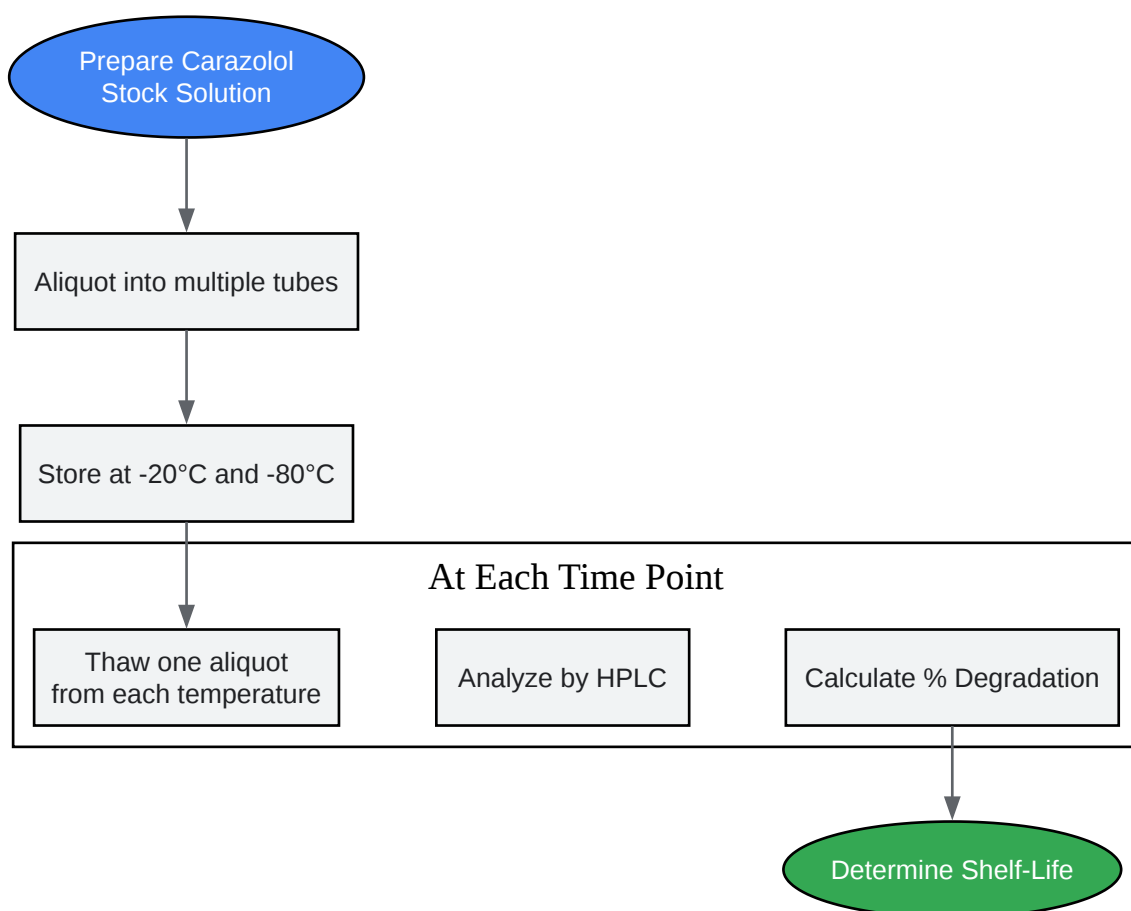 Prepare Carazolol
Stock Solution
Aliquot into multiple tubes
Store at -20°C and -80°C
At Each Time Point
Thaw one aliquot
from each temperature
Analyze by HPLC
Calculate % Degradation
Determine Shelf-Life